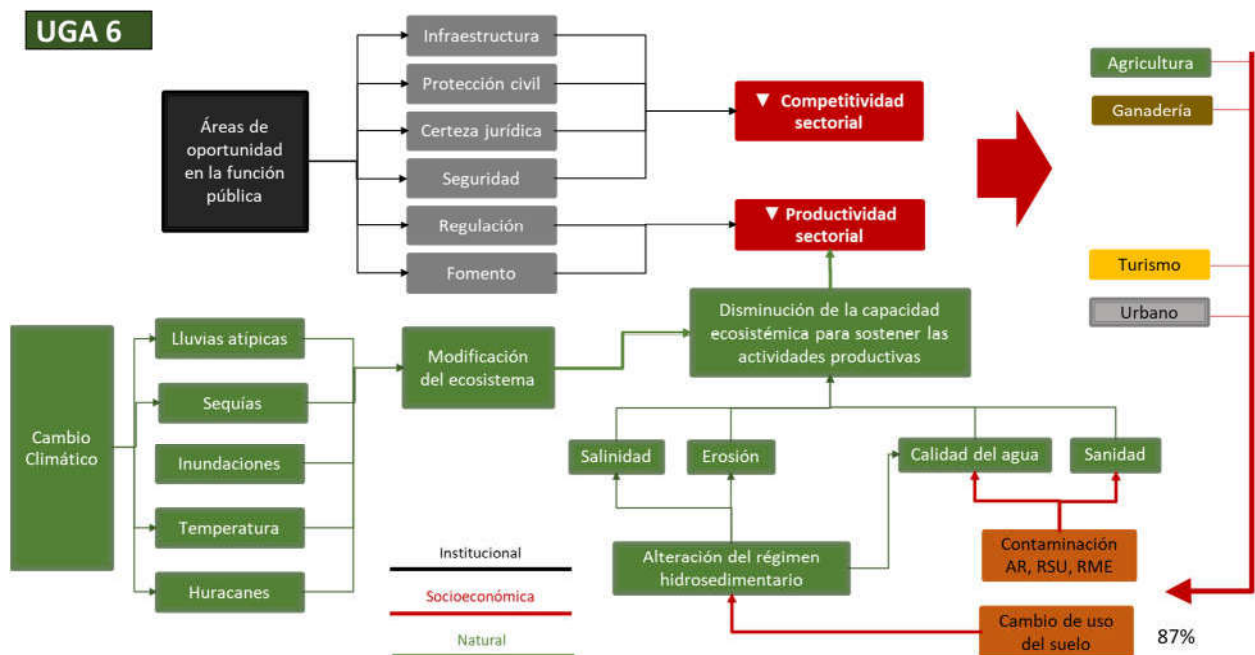 UGA 6
Áreas de
oportunidad
en la función
pública
Infraestructura
Protección civil
Certeza jurídica
Seguridad
Regulación
Fomento
▼ Competitividad
sectorial
▼ Productividad
sectorial
Agricultura
Ganadería
Turismo
Urbano
Cambio
Climático
Lluvias atípicas
Sequías
Inundaciones
Temperatura
Huracanes
Modificación
del ecosistema
Disminución de la capacidad
ecosistémica para sostener las
actividades productivas
Salinidad
Erosión
Calidad del agua
Sanidad
Alteración del régimen
hidrosedimentario
Contaminación
AR, RSU, RME
Cambio de uso
del suelo
87%
Institucional
Socioeconómica
Natural